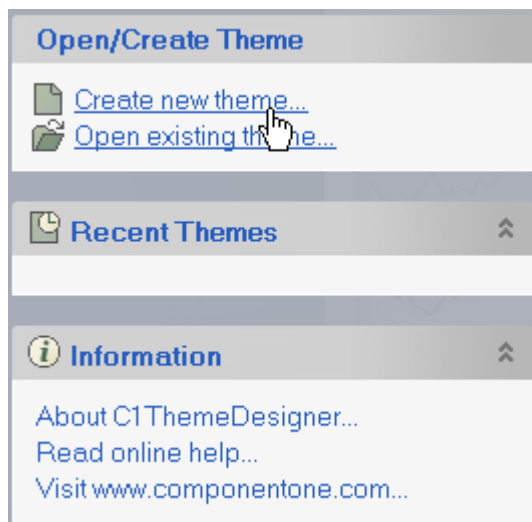 Open/Create Theme
Create new theme...
Open existing theme...
Recent Themes
Information
About C1ThemeDesigner...
Read online help...
Visit www.componentone.com...